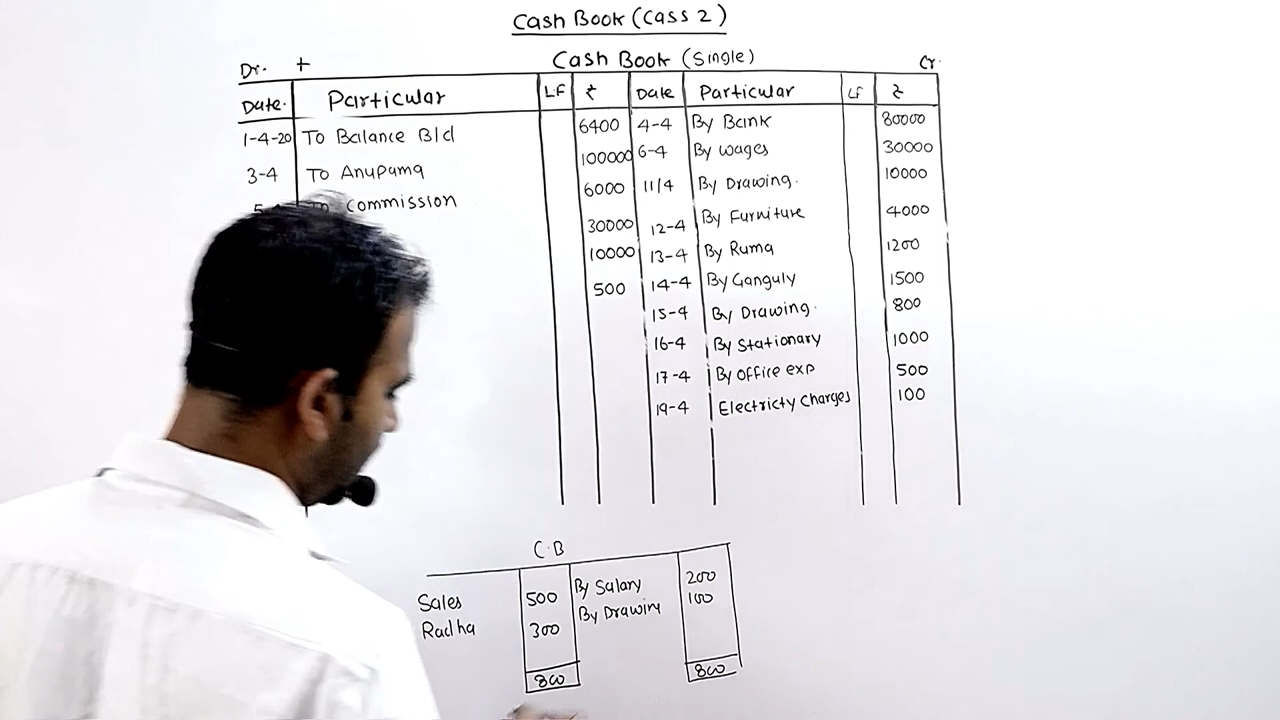 Cash Book (Cass 2)
Cash Book (Single)
Dr. + Cr.
Date. Particular LF ₹ Date Particular LF ₹
1-4-20 To Balance B/d 6400 4-4 By Bank 80000
3-4 To Anupama 100000 6-4 By wages 30000
Commission 6000 11/4 By Drawing. 10000
30000 12-4 By Furniture 4000
10000 13-4 By Ruma 1200
500 14-4 By Ganguly 1500
15-4 By Drawing. 800
16-4 By Stationary 1000
17-4 By office exp 500
19-4 Electricty Charges 100
C.B
Sales 500 By Salary 200
Radha 300 By Drawin 100
800 800